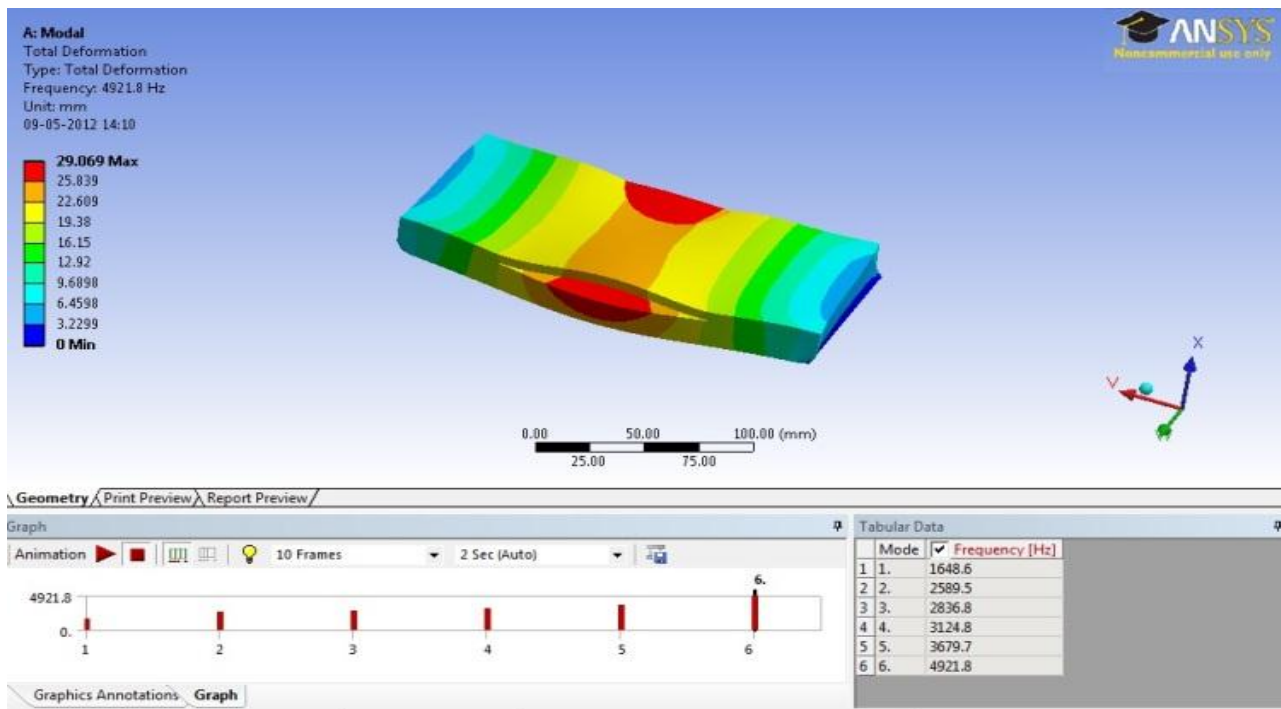 A: Modal
Total Deformation
Type: Total Deformation
Frequency: 4921.8 Hz
Unit: mm
09-05-2012 14:10
ANSYS
Noncommercial use only
29.069 Max
25.839
22.609
19.38
16.15
12.92
9.6898
6.4598
3.2299
0 Min
X
0.00 50.00 100.00 (mm)
25.00 75.00
Geometry Print Preview Report Preview
Graph
Animation 10 Frames 2 Sec (Auto)
6.
4921.8
0.
1 2 3 4 5 6
Graphics Annotations Graph
Tabular Data
Mode Frequency [Hz]
1 1. 1648.6
2 2. 2589.5
3 3. 2836.8
4 4. 3124.8
5 5. 3679.7
6 6. 4921.8